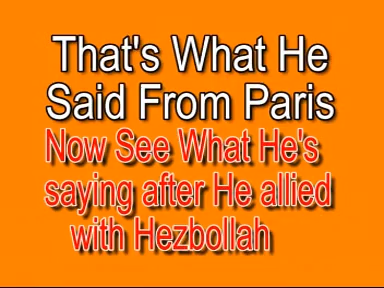 That's What He
Said From Paris
Now See What He's
saying after He allied
with Hezbollah